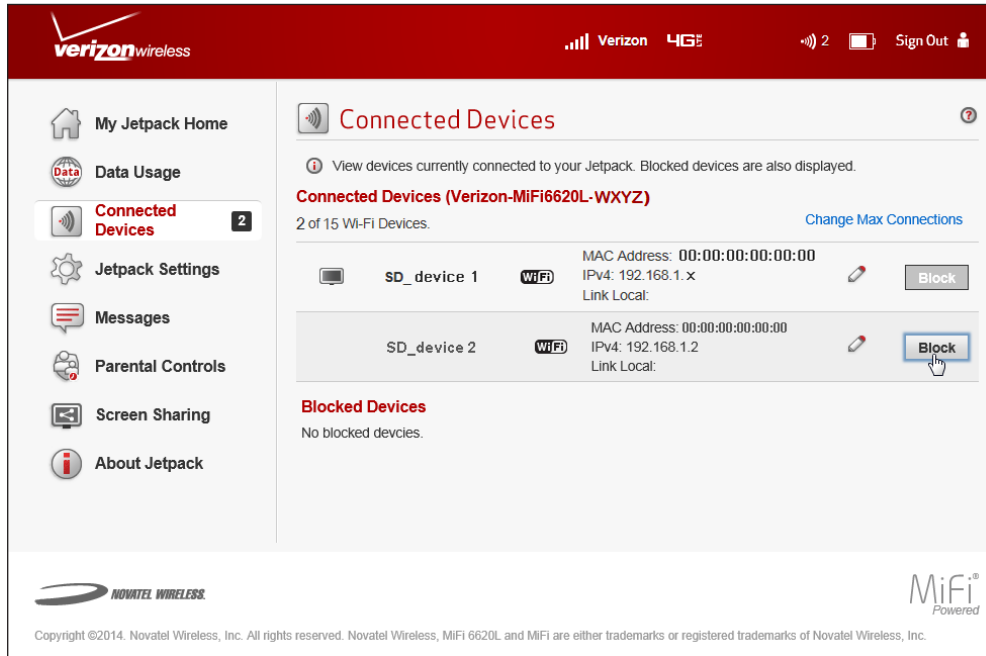 verizonwireless
Verizon 4G LTE 2 Sign Out
My Jetpack Home
Data Usage
Data
Connected Devices 2
Jetpack Settings
Messages
Parental Controls
Screen Sharing
About Jetpack
Connected Devices ?
View devices currently connected to your Jetpack. Blocked devices are also displayed.
Connected Devices (Verizon-MiFi6620L-WXYZ)
2 of 15 Wi-Fi Devices.
Change Max Connections
SD_device 1 WiFi
MAC Address: 00:00:00:00:00:00
IPv4: 192.168.1.x
Link Local:
Block
SD_device 2 WiFi
MAC Address: 00:00:00:00:00:00
IPv4: 192.168.1.2
Link Local:
Block
Blocked Devices
No blocked devcies.
NOVATEL WIRELESS.
MiFi®
Powered
Copyright ©2014. Novatel Wireless, Inc. All rights reserved. Novatel Wireless, MiFi 6620L and MiFi are either trademarks or registered trademarks of Novatel Wireless, Inc.